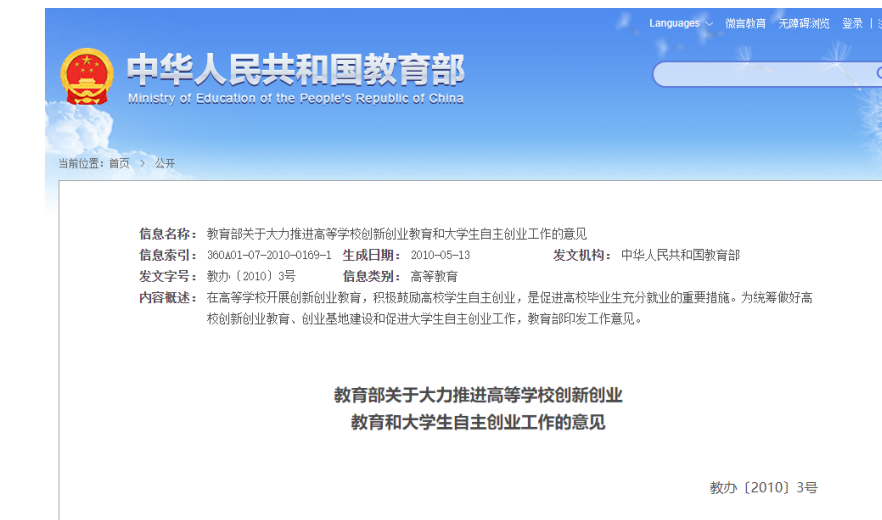 Languages 微言教育 无障碍浏览 登录 |
中华人民共和国教育部
Ministry of Education of the People's Republic of China
当前位置：首页 > 公开
信息名称： 教育部关于大力推进高等学校创新创业教育和大学生自主创业工作的意见
信息索引： 360A01-07-2010-0169-1 生成日期： 2010-05-13 发文机构： 中华人民共和国教育部
发文字号： 教办〔2010〕3号 信息类别： 高等教育
内容概述： 在高等学校开展创新创业教育，积极鼓励高校学生自主创业，是促进高校毕业生充分就业的重要措施。为统筹做好高
校创新创业教育、创业基地建设和促进大学生自主创业工作，教育部印发工作意见。
教育部关于大力推进高等学校创新创业
教育和大学生自主创业工作的意见
教办〔2010〕3号